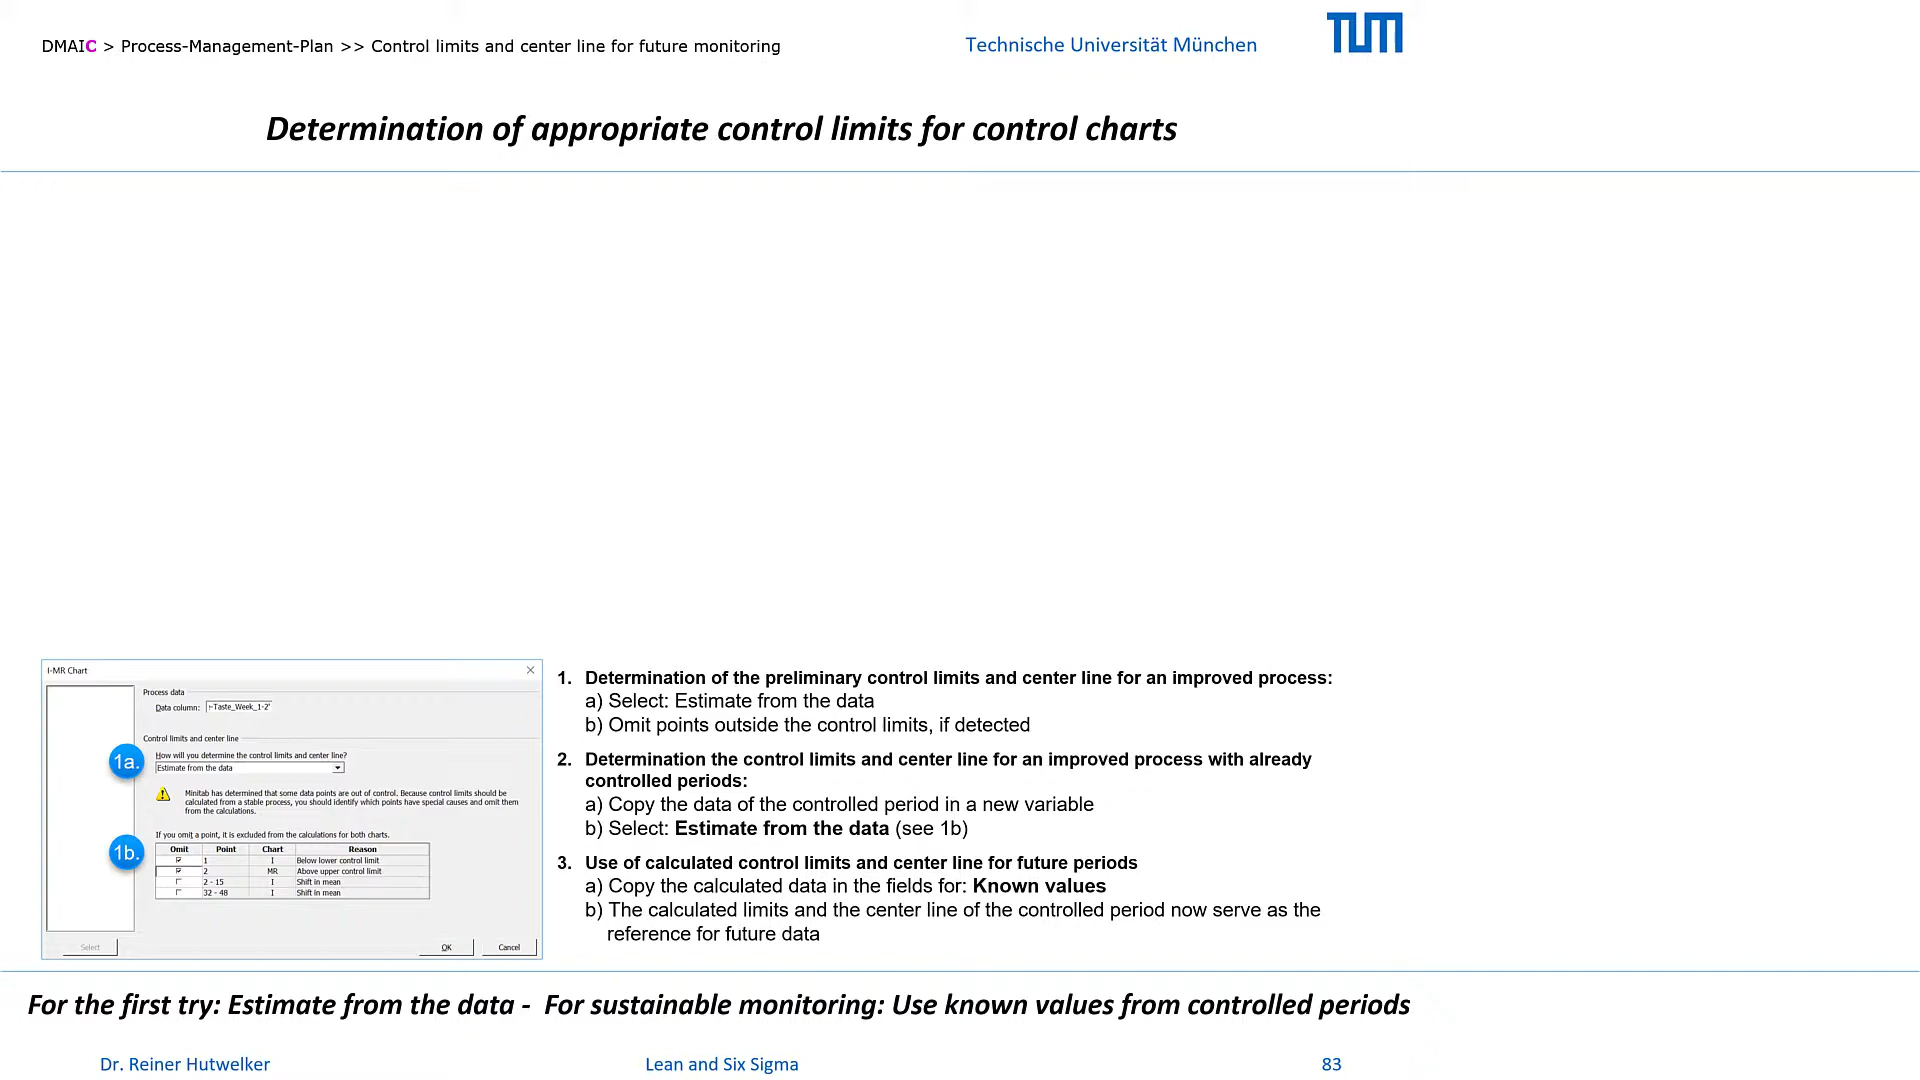 DMAIC > Process-Management-Plan >> Control limits and center line for future monitoring
Technische Universität München
TUM
Determination of appropriate control limits for control charts
I-MR Chart
Process data
Data column: :-Taste_Week_1-2'
Control limits and center line
1a.
How will you determine the control limits and center line?
Estimate from the data
Minitab has determined that some data points are out of control. Because control limits should be
calculated from a stable process, you should identify which points have special causes and omit them
from the calculations.
If you omit a point, it is excluded from the calculations for both charts.
1b.
Omit Point Chart Reason
1 I Below lower control limit
2 MR Above upper control limit
2 - 15 I Shift in mean
32 - 48 I Shift in mean
Select OK Cancel
1. Determination of the preliminary control limits and center line for an improved process:
a) Select: Estimate from the data
b) Omit points outside the control limits, if detected
2. Determination the control limits and center line for an improved process with already
controlled periods:
a) Copy the data of the controlled period in a new variable
b) Select: Estimate from the data (see 1b)
3. Use of calculated control limits and center line for future periods
a) Copy the calculated data in the fields for: Known values
b) The calculated limits and the center line of the controlled period now serve as the
reference for future data
For the first try: Estimate from the data - For sustainable monitoring: Use known values from controlled periods
Dr. Reiner Hutwelker
Lean and Six Sigma
83